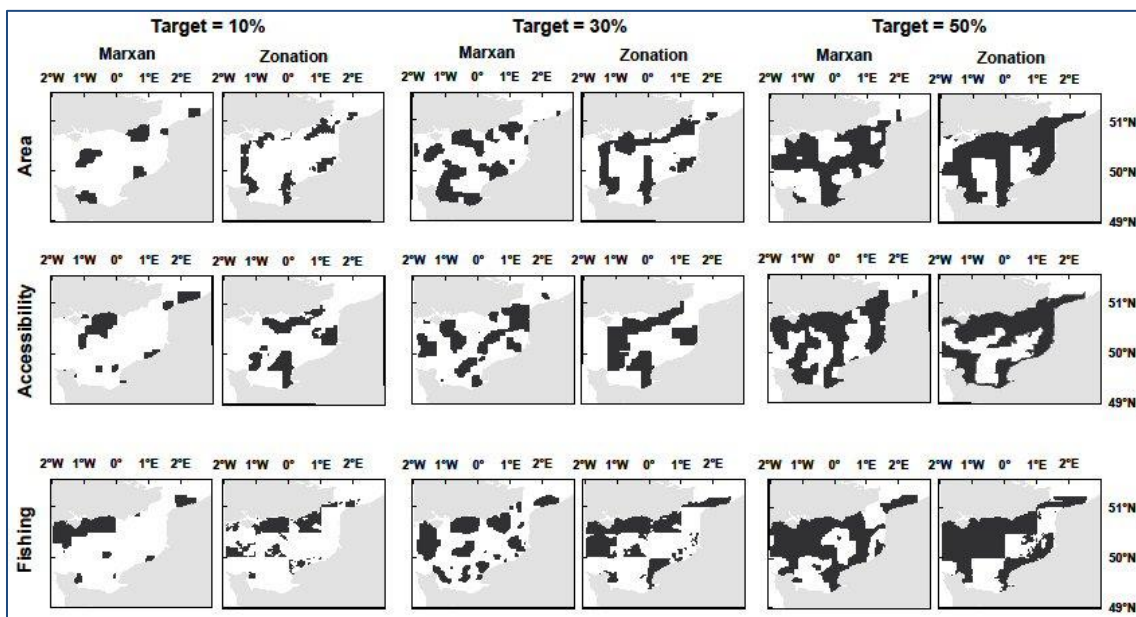 Target = 10% Target = 30% Target = 50%
Marxan Zonation Marxan Zonation Marxan Zonation
2°W 1°W 0° 1°E 2°E 2°W 1°W 0° 1°E 2°E 2°W 1°W 0° 1°E 2°E 2°W 1°W 0° 1°E 2°E 2°W 1°W 0° 1°E 2°E 2°W 1°W 0° 1°E 2°E
Area
51°N
50°N
49°N
2°W 1°W 0° 1°E 2°E 2°W 1°W 0° 1°E 2°E 2°W 1°W 0° 1°E 2°E 2°W 1°W 0° 1°E 2°E 2°W 1°W 0° 1°E 2°E 2°W 1°W 0° 1°E 2°E
Accessibility
51°N
50°N
49°N
2°W 1°W 0° 1°E 2°E 2°W 1°W 0° 1°E 2°E 2°W 1°W 0° 1°E 2°E 2°W 1°W 0° 1°E 2°E 2°W 1°W 0° 1°E 2°E 2°W 1°W 0° 1°E 2°E
Fishing
51°N
50°N
49°N